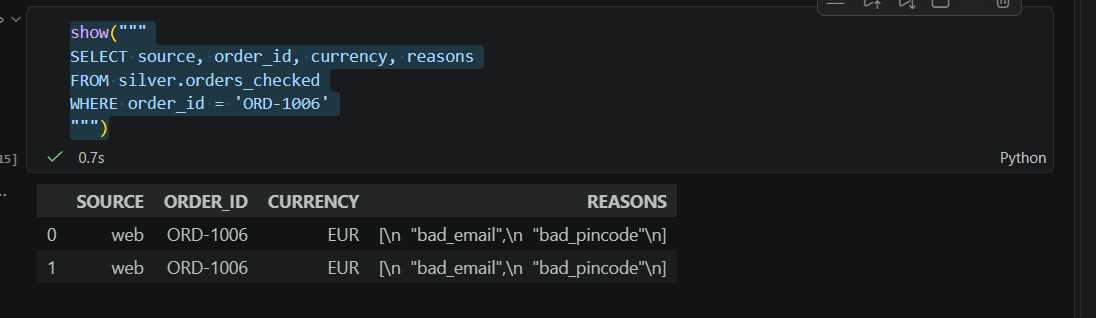 show("""
SELECT source, order_id, currency, reasons
FROM silver.orders_checked
WHERE order_id = 'ORD-1006'
""")
15]
0.7s
Python
SOURCE ORDER_ID CURRENCY REASONS
0 web ORD-1006 EUR [\n "bad_email",\n "bad_pincode"\n]
1 web ORD-1006 EUR [\n "bad_email",\n "bad_pincode"\n]